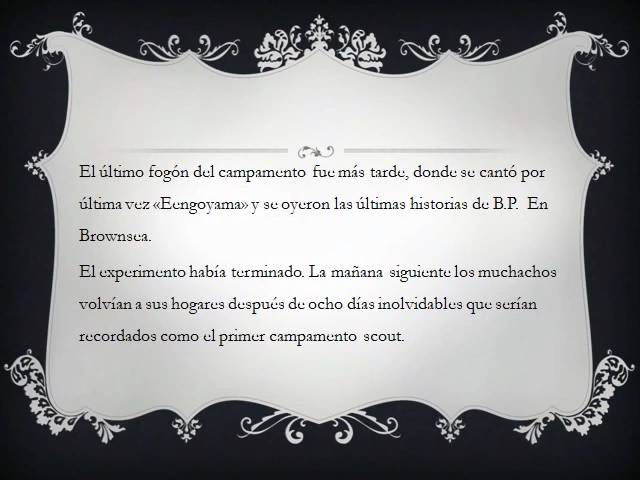 El último fogón del campamento fue más tarde, donde se cantó por
última vez «Eengoyama» y se oyeron las últimas historias de B.P. En
Brownsea.
El experimento había terminado. La mañana siguiente los muchachos
volvían a sus hogares después de ocho días inolvidables que serían
recordados como el primer campamento scout.